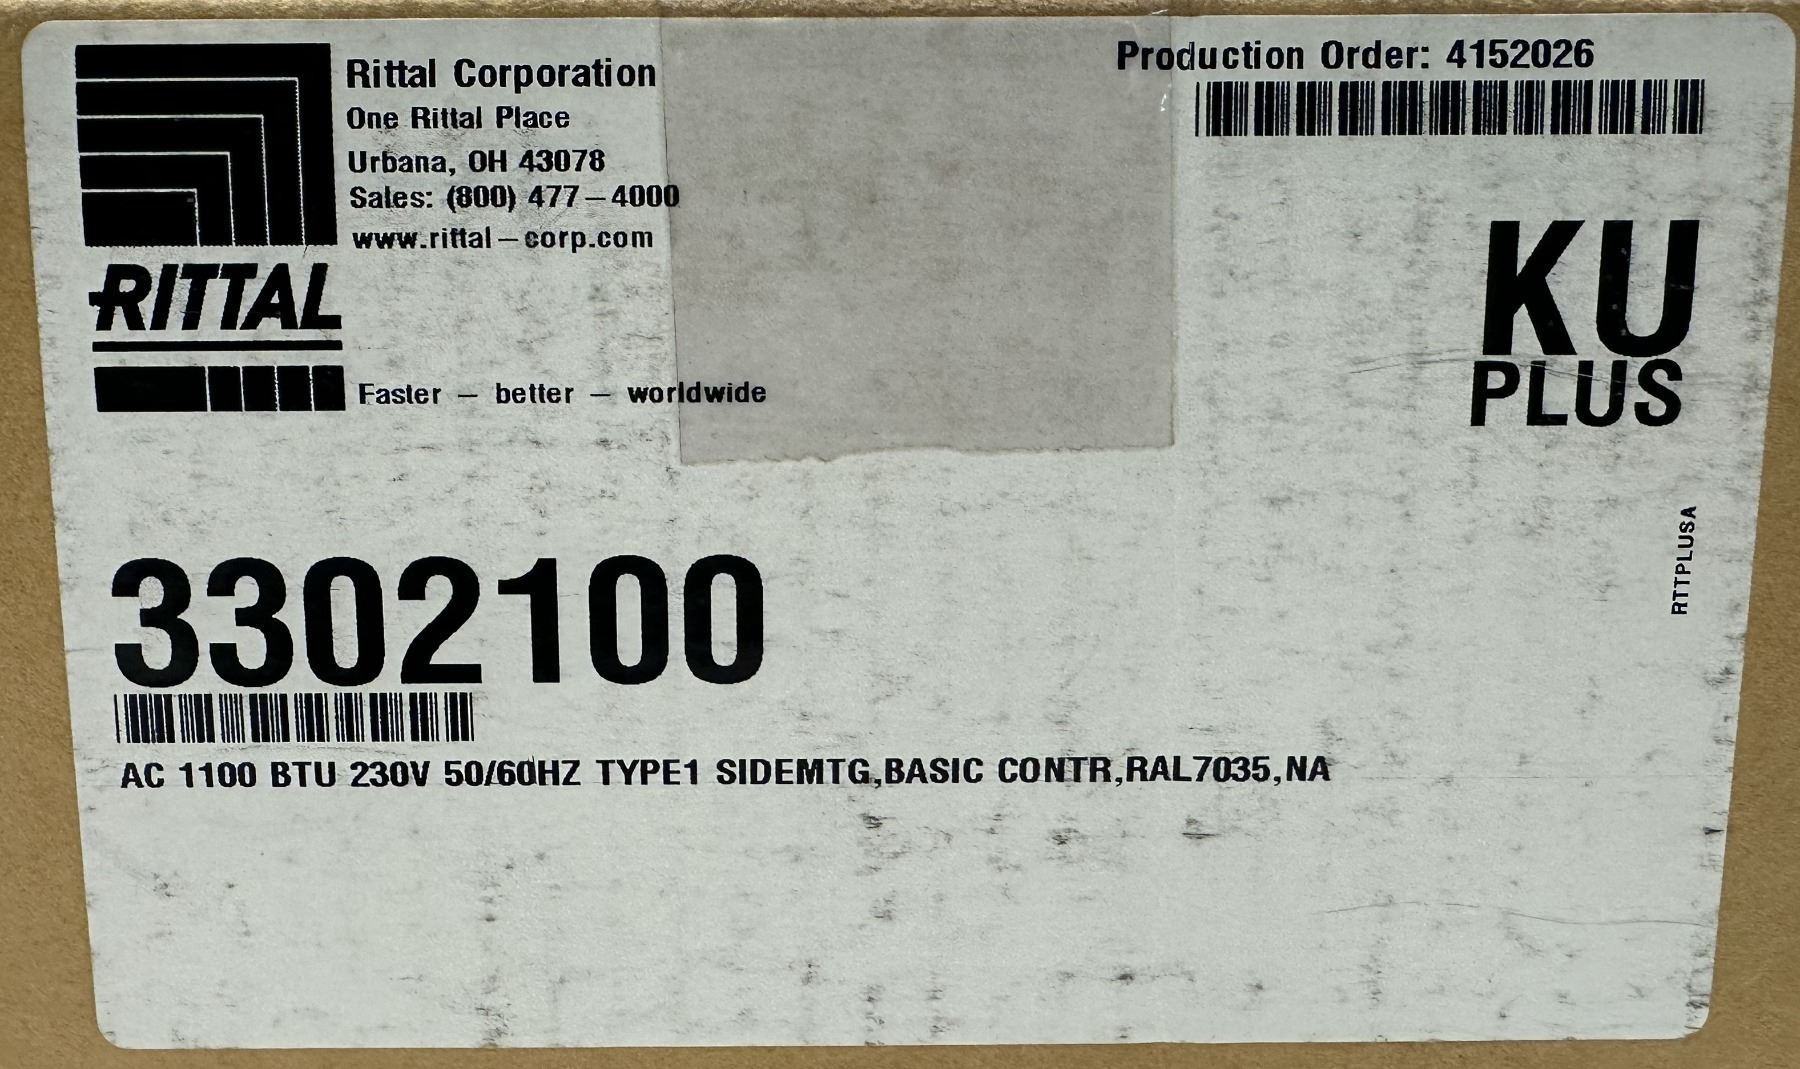 Rittal Corporation
One Rittal Place
Urbana, OH 43078
Sales: (800) 477-4000
www.rittal-corp.com
RITTAL
Faster - better - worldwide
Production Order: 4152026
KU
PLUS
RTTPLUSA
3302100
AC 1100 BTU 230V 50/60HZ TYPE1 SIDEMTG,BASIC CONTR,RAL7035,NA